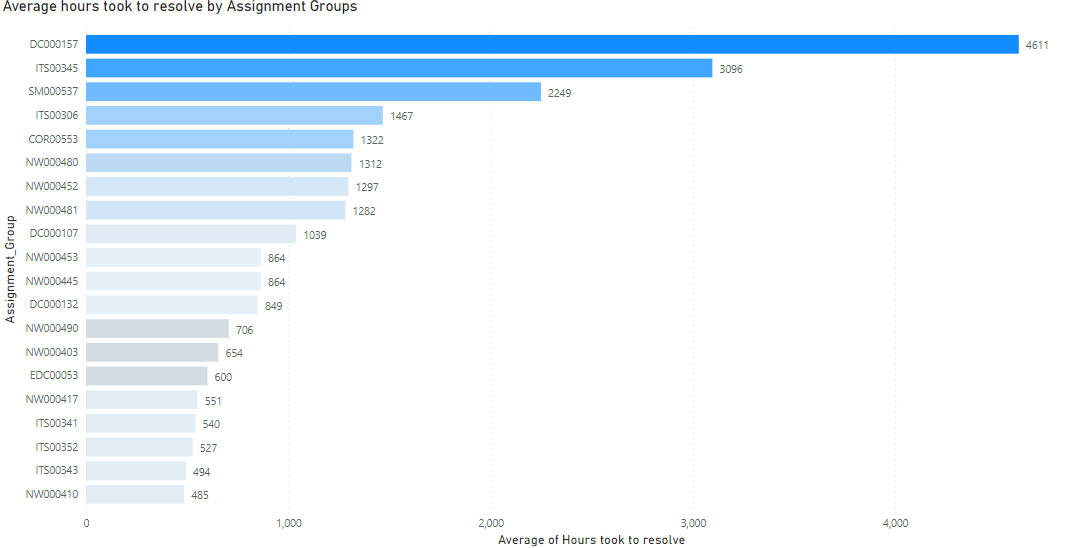 Average hours took to resolve by Assignment Groups
Assignment_Group
DC000157 4611
ITS00345 3096
SM000537 2249
ITS00306 1467
COR00553 1322
NW000480 1312
NW000452 1297
NW000481 1282
DC000107 1039
NW000453 864
NW000445 864
DC000132 849
NW000490 706
NW000403 654
EDC00053 600
NW000417 551
ITS00341 540
ITS00352 527
ITS00343 494
NW000410 485
0 1,000 2,000 3,000 4,000
Average of Hours took to resolve